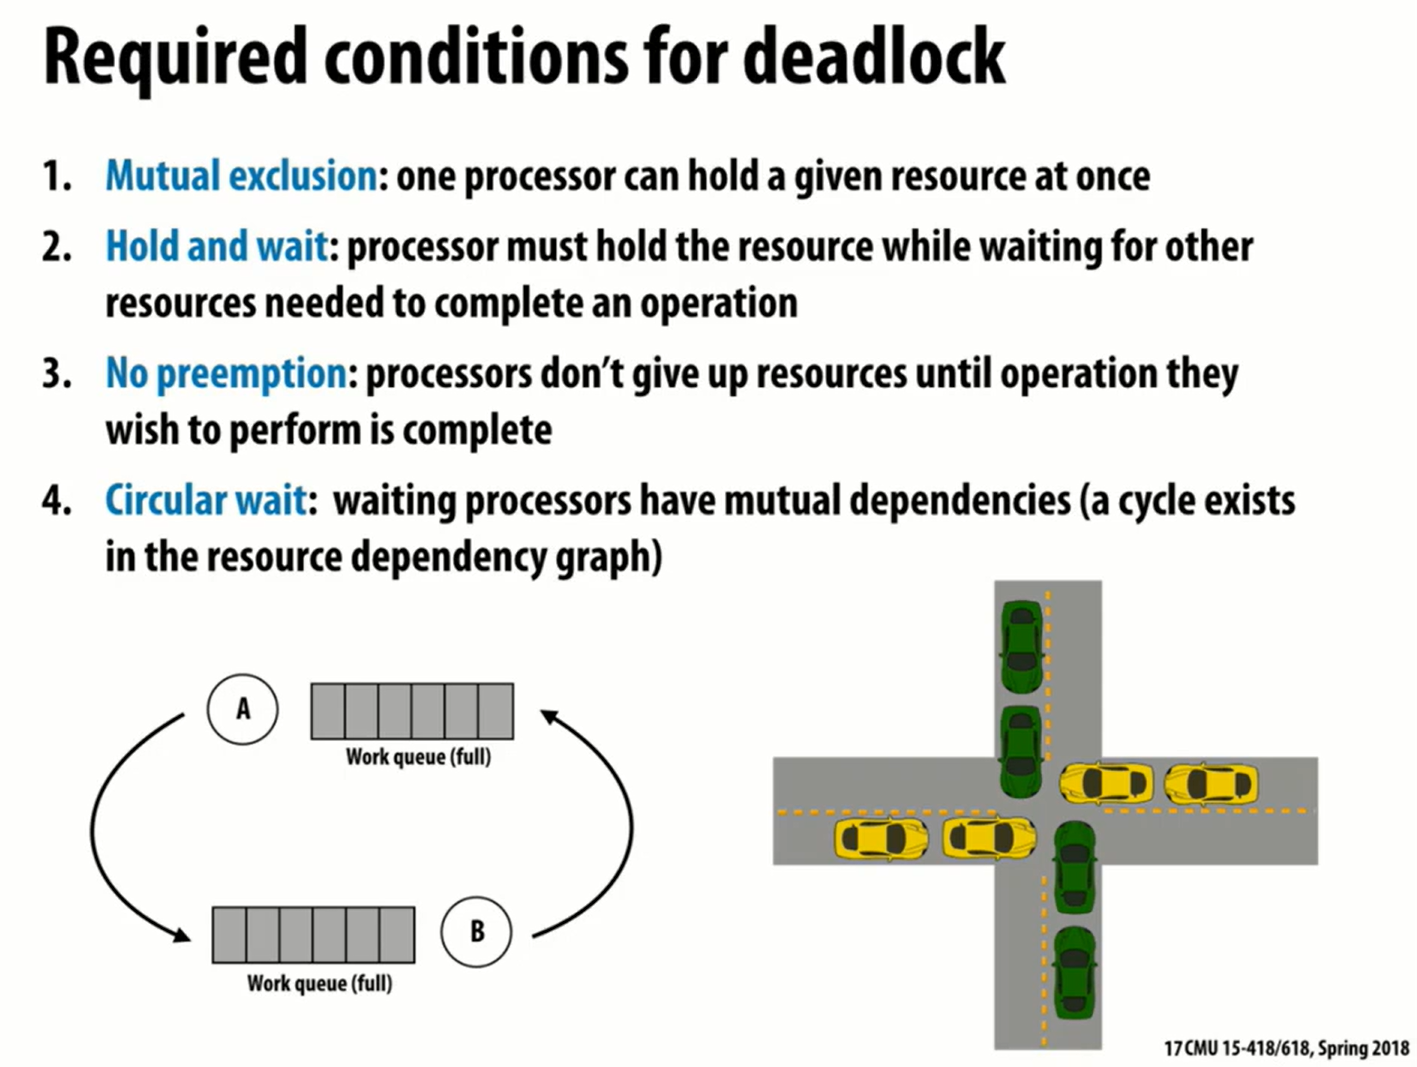 Required conditions for deadlock
1. Mutual exclusion: one processor can hold a given resource at once
2. Hold and wait: processor must hold the resource while waiting for other
resources needed to complete an operation
3. No preemption: processors don’t give up resources until operation they
wish to perform is complete
4. Circular wait: waiting processors have mutual dependencies (a cycle exists
in the resource dependency graph)
A
Work queue (full)
B
Work queue (full)
17 CMU 15-418/618, Spring 2018